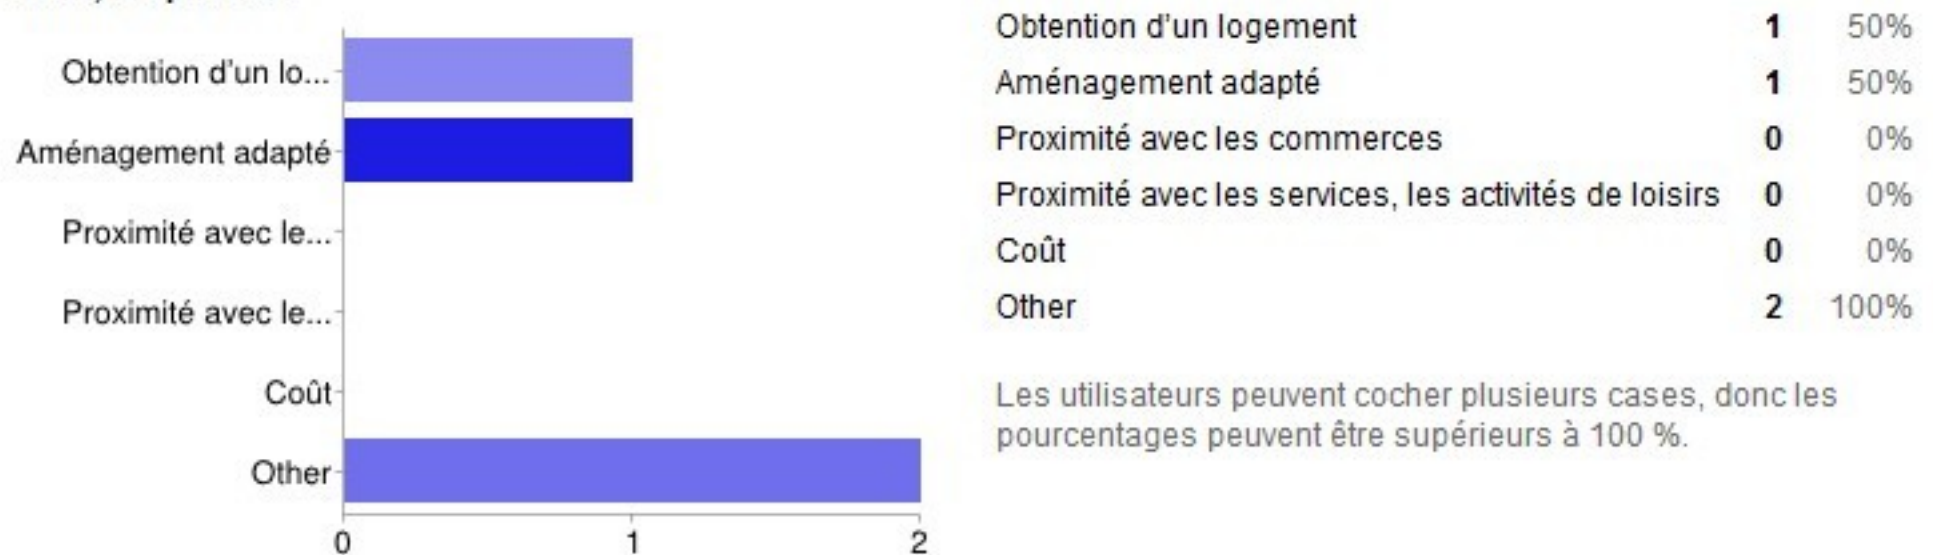 Obtention d'un lo...
Aménagement adapté
Proximité avec le...
Proximité avec le...
Coût
Other
0 1 2
Obtention d'un logement 1 50%
Aménagement adapté 1 50%
Proximité avec les commerces 0 0%
Proximité avec les services, les activités de loisirs 0 0%
Coût 0 0%
Other 2 100%
Les utilisateurs peuvent cocher plusieurs cases, donc les
pourcentages peuvent être supérieurs à 100 %.